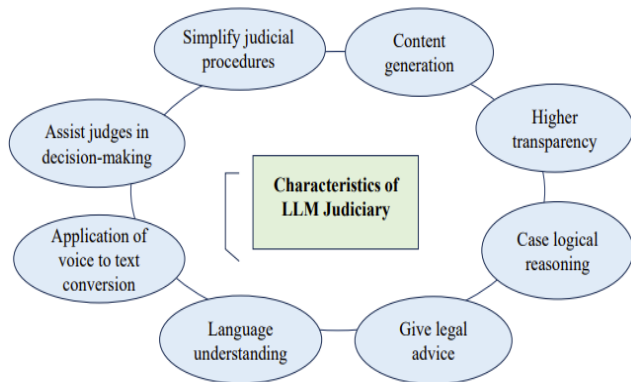 Simplify judicial
procedures
Content
generation
Higher
transparency
Assist judges in
decision-making
Characteristics of
LLM Judiciary
Application of
voice to text
conversion
Case logical
reasoning
Language
understanding
Give legal
advice